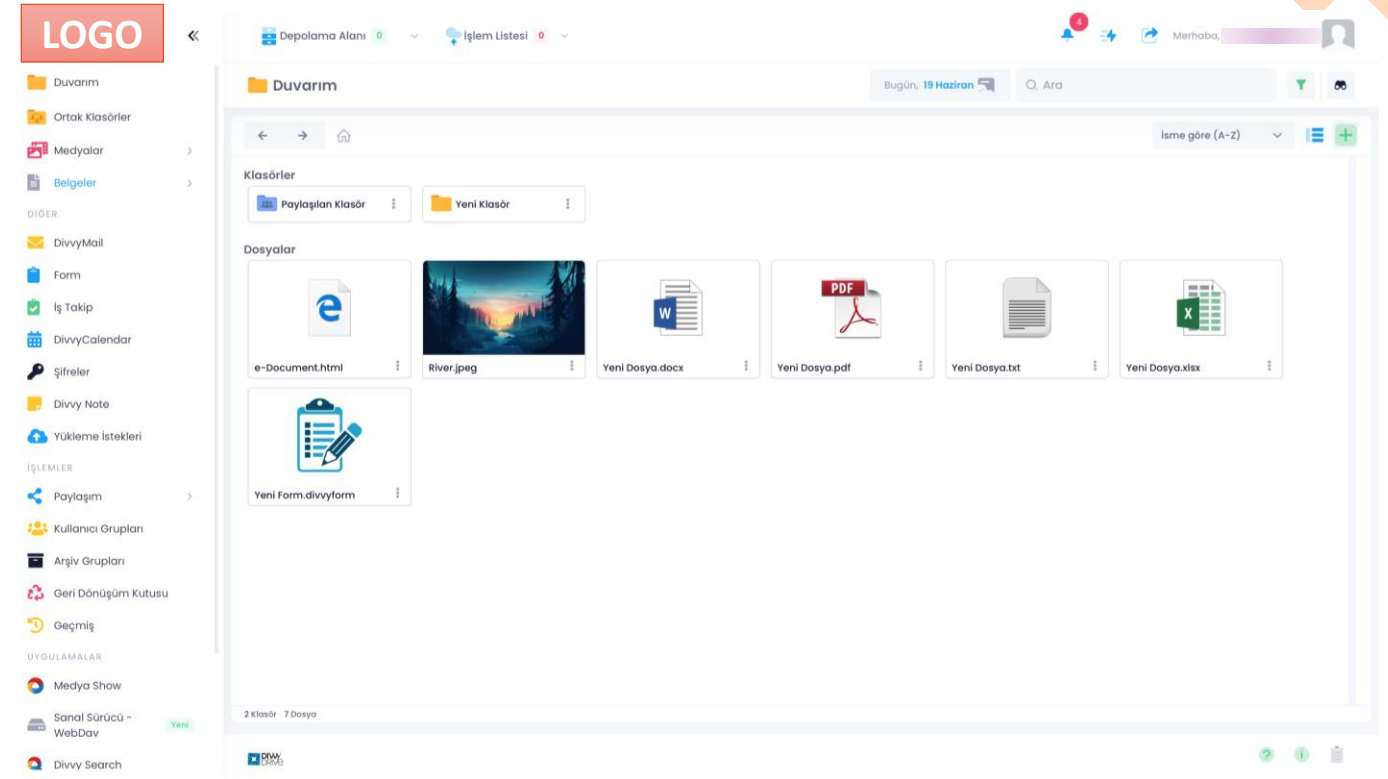 LOGO
Depolama Alanı 0
İşlem Listesi 0
4
Merhaba,
Duvarım
Ortak Klasörler
Medyalar
Belgeler
DİĞER
DivvyMail
Form
İş Takip
DivvyCalendar
Şifreler
Divvy Note
Yükleme İstekleri
İŞLEMLER
Paylaşım
Kullanıcı Grupları
Arşiv Grupları
Geri Dönüşüm Kutusu
Geçmiş
UYGULAMALAR
Medya Show
Sanal Sürücü -
WebDav
Yeni
Divvy Search
Duvarım
Bugün, 19 Haziran
Ara
İsme göre (A-Z)
Klasörler
Paylaşılan Klasör
Yeni Klasör
Dosyalar
W
PDF
X
e-Document.html
River.jpeg
Yeni Dosya.docx
Yeni Dosya.pdf
Yeni Dosya.txt
Yeni Dosya.xlsx
Yeni Form.divvyform
2 Klasör 7 Dosya
DIVVY
DRIVE